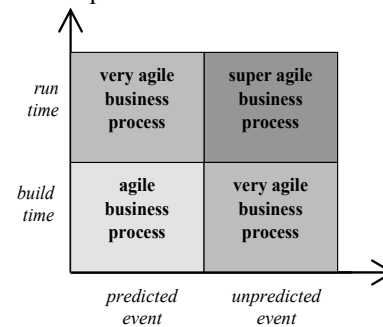 run
time
very agile
business
process
super agile
business
process
build
time
agile
business
process
very agile
business
process
predicted
event
unpredicted
event